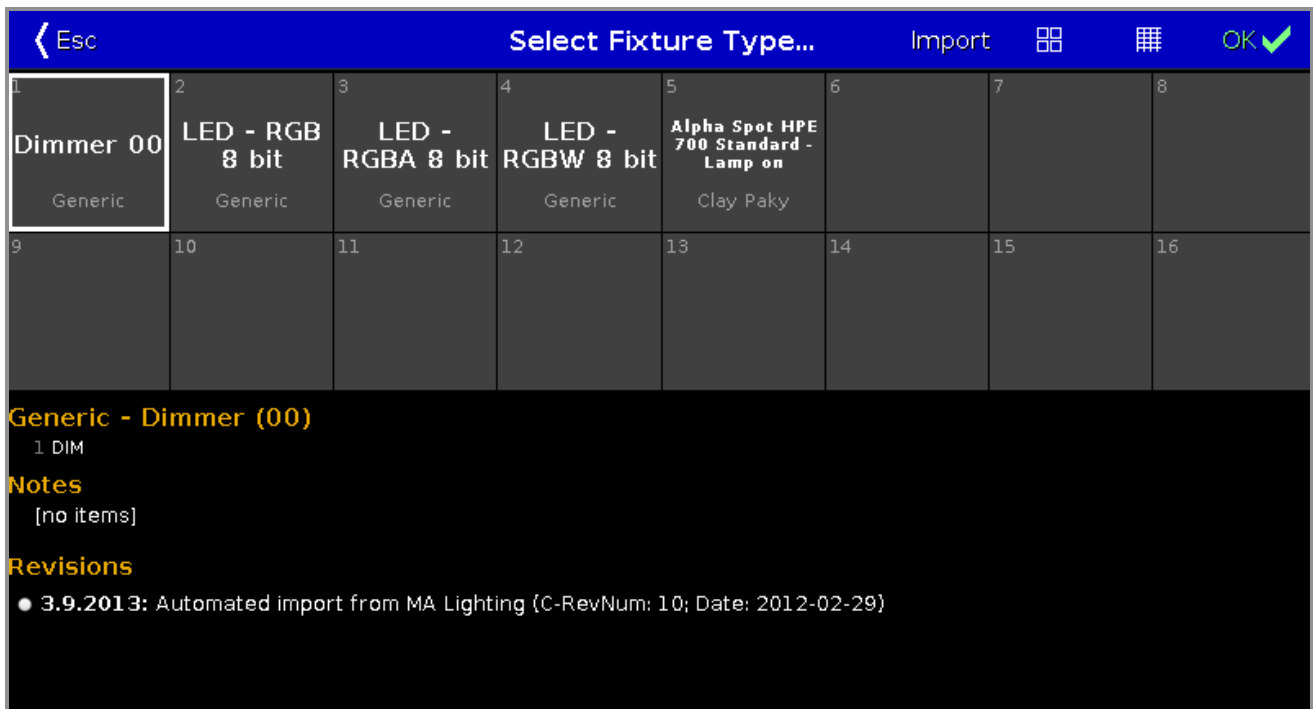 Esc Select Fixture Type... Import OK
1 2 3 4 5 6 7 8
Dimmer 00
Generic
LED - RGB
8 bit
Generic
LED -
RGBA 8 bit
Generic
LED -
RGBW 8 bit
Generic
Alpha Spot HPE
700 Standard -
Lamp on
Clay Paky
9 10 11 12 13 14 15 16
Generic - Dimmer (00)
1 DIM
Notes
[no items]
Revisions
● 3.9.2013: Automated import from MA Lighting (C-RevNum: 10; Date: 2012-02-29)